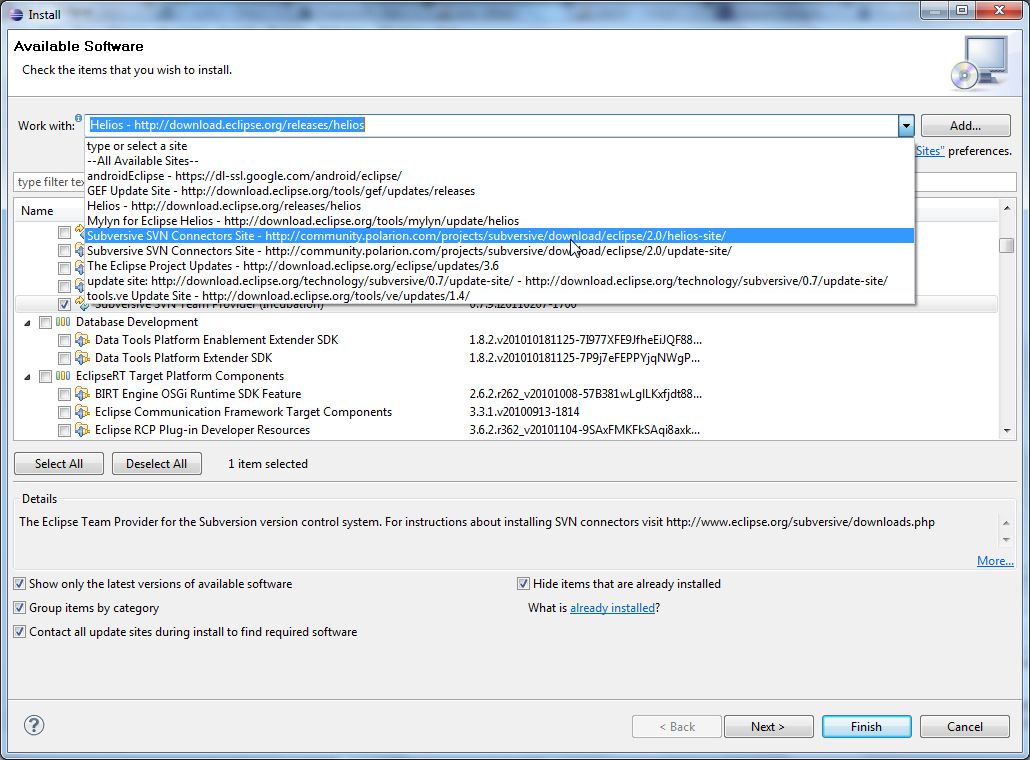 Install
Available Software
Check the items that you wish to install.
Work with: Helios - http://download.eclipse.org/releases/helios Add...
type or select a site
--All Available Sites--
androidEclipse - https://dl-ssl.google.com/android/eclipse/
GEF Update Site - http://download.eclipse.org/tools/gef/updates/releases
Helios - http://download.eclipse.org/releases/helios
Mylyn for Eclipse Helios - http://download.eclipse.org/tools/mylyn/update/helios
Subversive SVN Connectors Site - http://community.polarion.com/projects/subversive/download/eclipse/2.0/helios-site/
Subversive SVN Connectors Site - http://community.polarion.com/projects/subversive/download/eclipse/2.0/update-site/
The Eclipse Project Updates - http://download.eclipse.org/eclipse/updates/3.6
update site: http://download.eclipse.org/technology/subversive/0.7/update-site/ - http://download.eclipse.org/technology/subversive/0.7/update-site/
tools.ve Update Site - http://download.eclipse.org/tools/ve/updates/1.4/
Sites" preferences.
type filter tex
Name
Subversive SVN Team Provider (Incubation)
Database Development
Data Tools Platform Enablement Extender SDK 1.8.2.v201010181125-7I977XFE9JfheEiJQF88...
Data Tools Platform Extender SDK 1.8.2.v201010181125-7P9j7eFEPPYjqNWgP...
EclipseRT Target Platform Components
BIRT Engine OSGi Runtime SDK Feature 2.6.2.r262_v20101008-57B381wLgILKxfjdt88...
Eclipse Communication Framework Target Components 3.3.1.v20100913-1814
Eclipse RCP Plug-in Developer Resources 3.6.2.r362_v20101104-9SAxFMKFkSAqi8axk...
Select All Deselect All 1 item selected
Details
The Eclipse Team Provider for the Subversion version control system. For instructions about installing SVN connectors visit http://www.eclipse.org/subversive/downloads.php
More...
Show only the latest versions of available software Hide items that are already installed
Group items by category What is already installed?
Contact all update sites during install to find required software
< Back Next > Finish Cancel